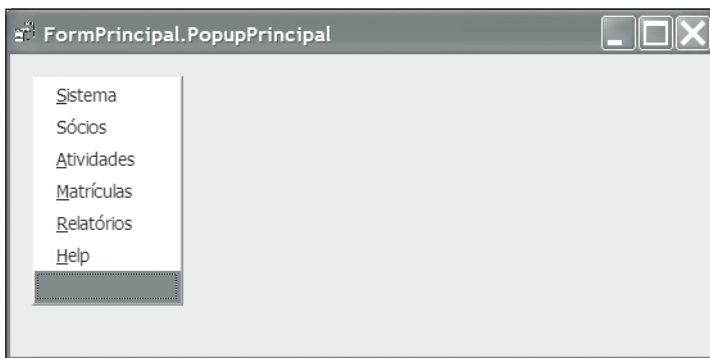 FormPrincipal.PopupPrincipal
Sistema
Sócios
Atividades
Matrículas
Relatórios
Help